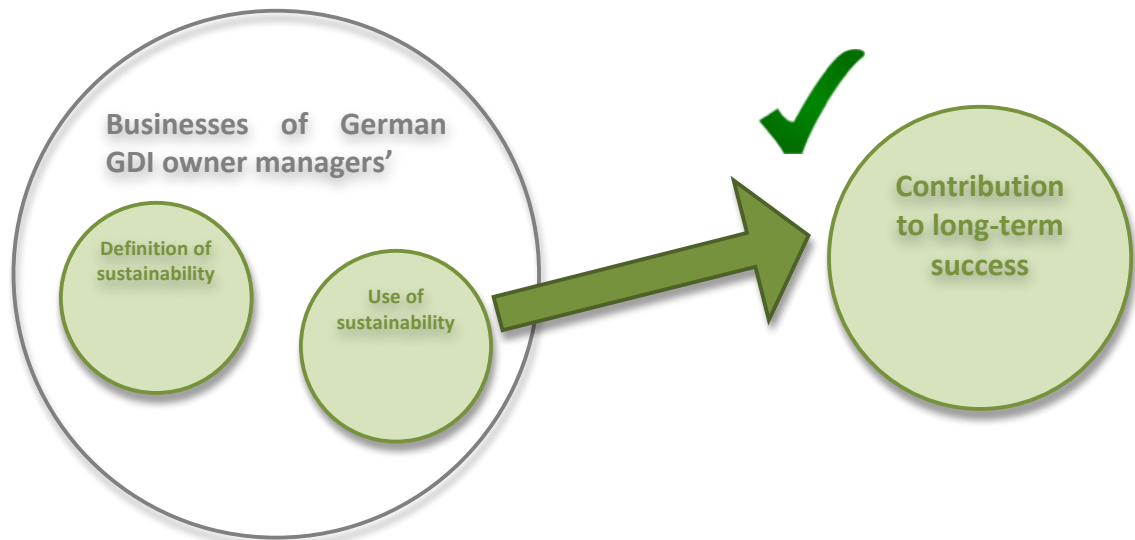 Businesses of German
GDI owner managers’
Definition of
sustainability
Use of
sustainability
Contribution
to long-term
success